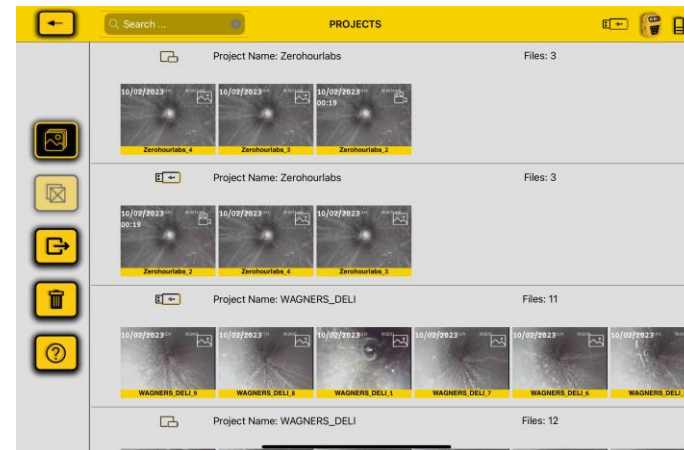 Search ...
PROJECTS
Project Name: Zerohourlabs
Files: 3
10/02/2023
10/02/2023
10/02/2023
00:19
Zerohourlabs_4
Zerohourlabs_3
Zerohourlabs_2
Project Name: Zerohourlabs
Files: 3
10/02/2023
00:19
10/02/2023
10/02/2023
Zerohourlabs_2
Zerohourlabs_4
Zerohourlabs_3
Project Name: WAGNERS_DELI
Files: 11
10/02/2023
10/02/2023
10/02/2023
10/02/2023
10/02/2023
10/02/2023
WAGNERS_DELI_9
WAGNERS_DELI_8
WAGNERS_DELI_1
WAGNERS_DELI_7
WAGNERS_DELI_6
WAGNERS_DELI
Project Name: WAGNERS_DELI
Files: 12